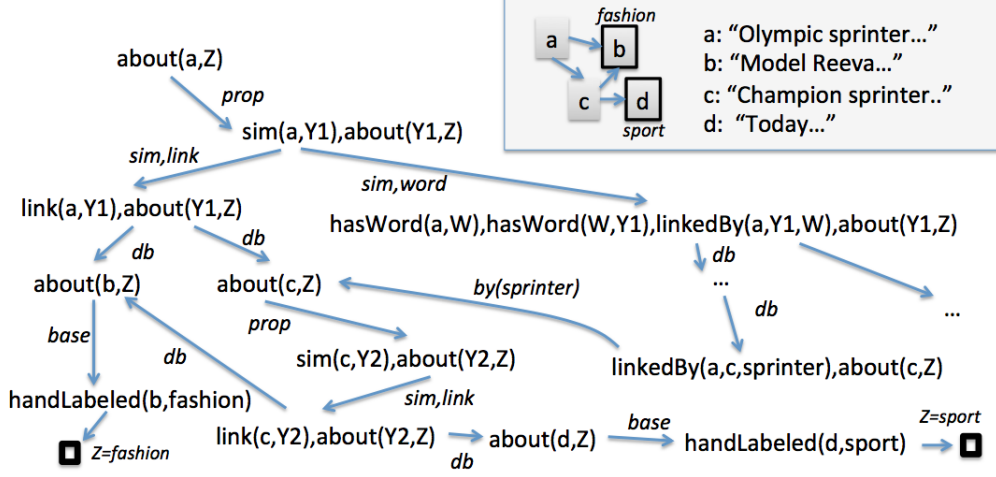 fashion
a
b
c
d
sport
a: “Olympic sprinter...”
b: “Model Reeva...”
c: “Champion sprinter..”
d: “Today...”
about(a,Z)
prop
sim(a,Y1),about(Y1,Z)
sim,link
sim,word
link(a,Y1),about(Y1,Z)
hasWord(a,W),hasWord(W,Y1),linkedBy(a,Y1,W),about(Y1,Z)
db
db
db
about(b,Z)
about(c,Z)
by(sprinter)
...
...
base
prop
db
db
sim(c,Y2),about(Y2,Z)
linkedBy(a,c,sprinter),about(c,Z)
handLabeled(b,fashion)
sim,link
Z=fashion
link(c,Y2),about(Y2,Z)
db
about(d,Z)
base
handLabeled(d,sport)
Z=sport